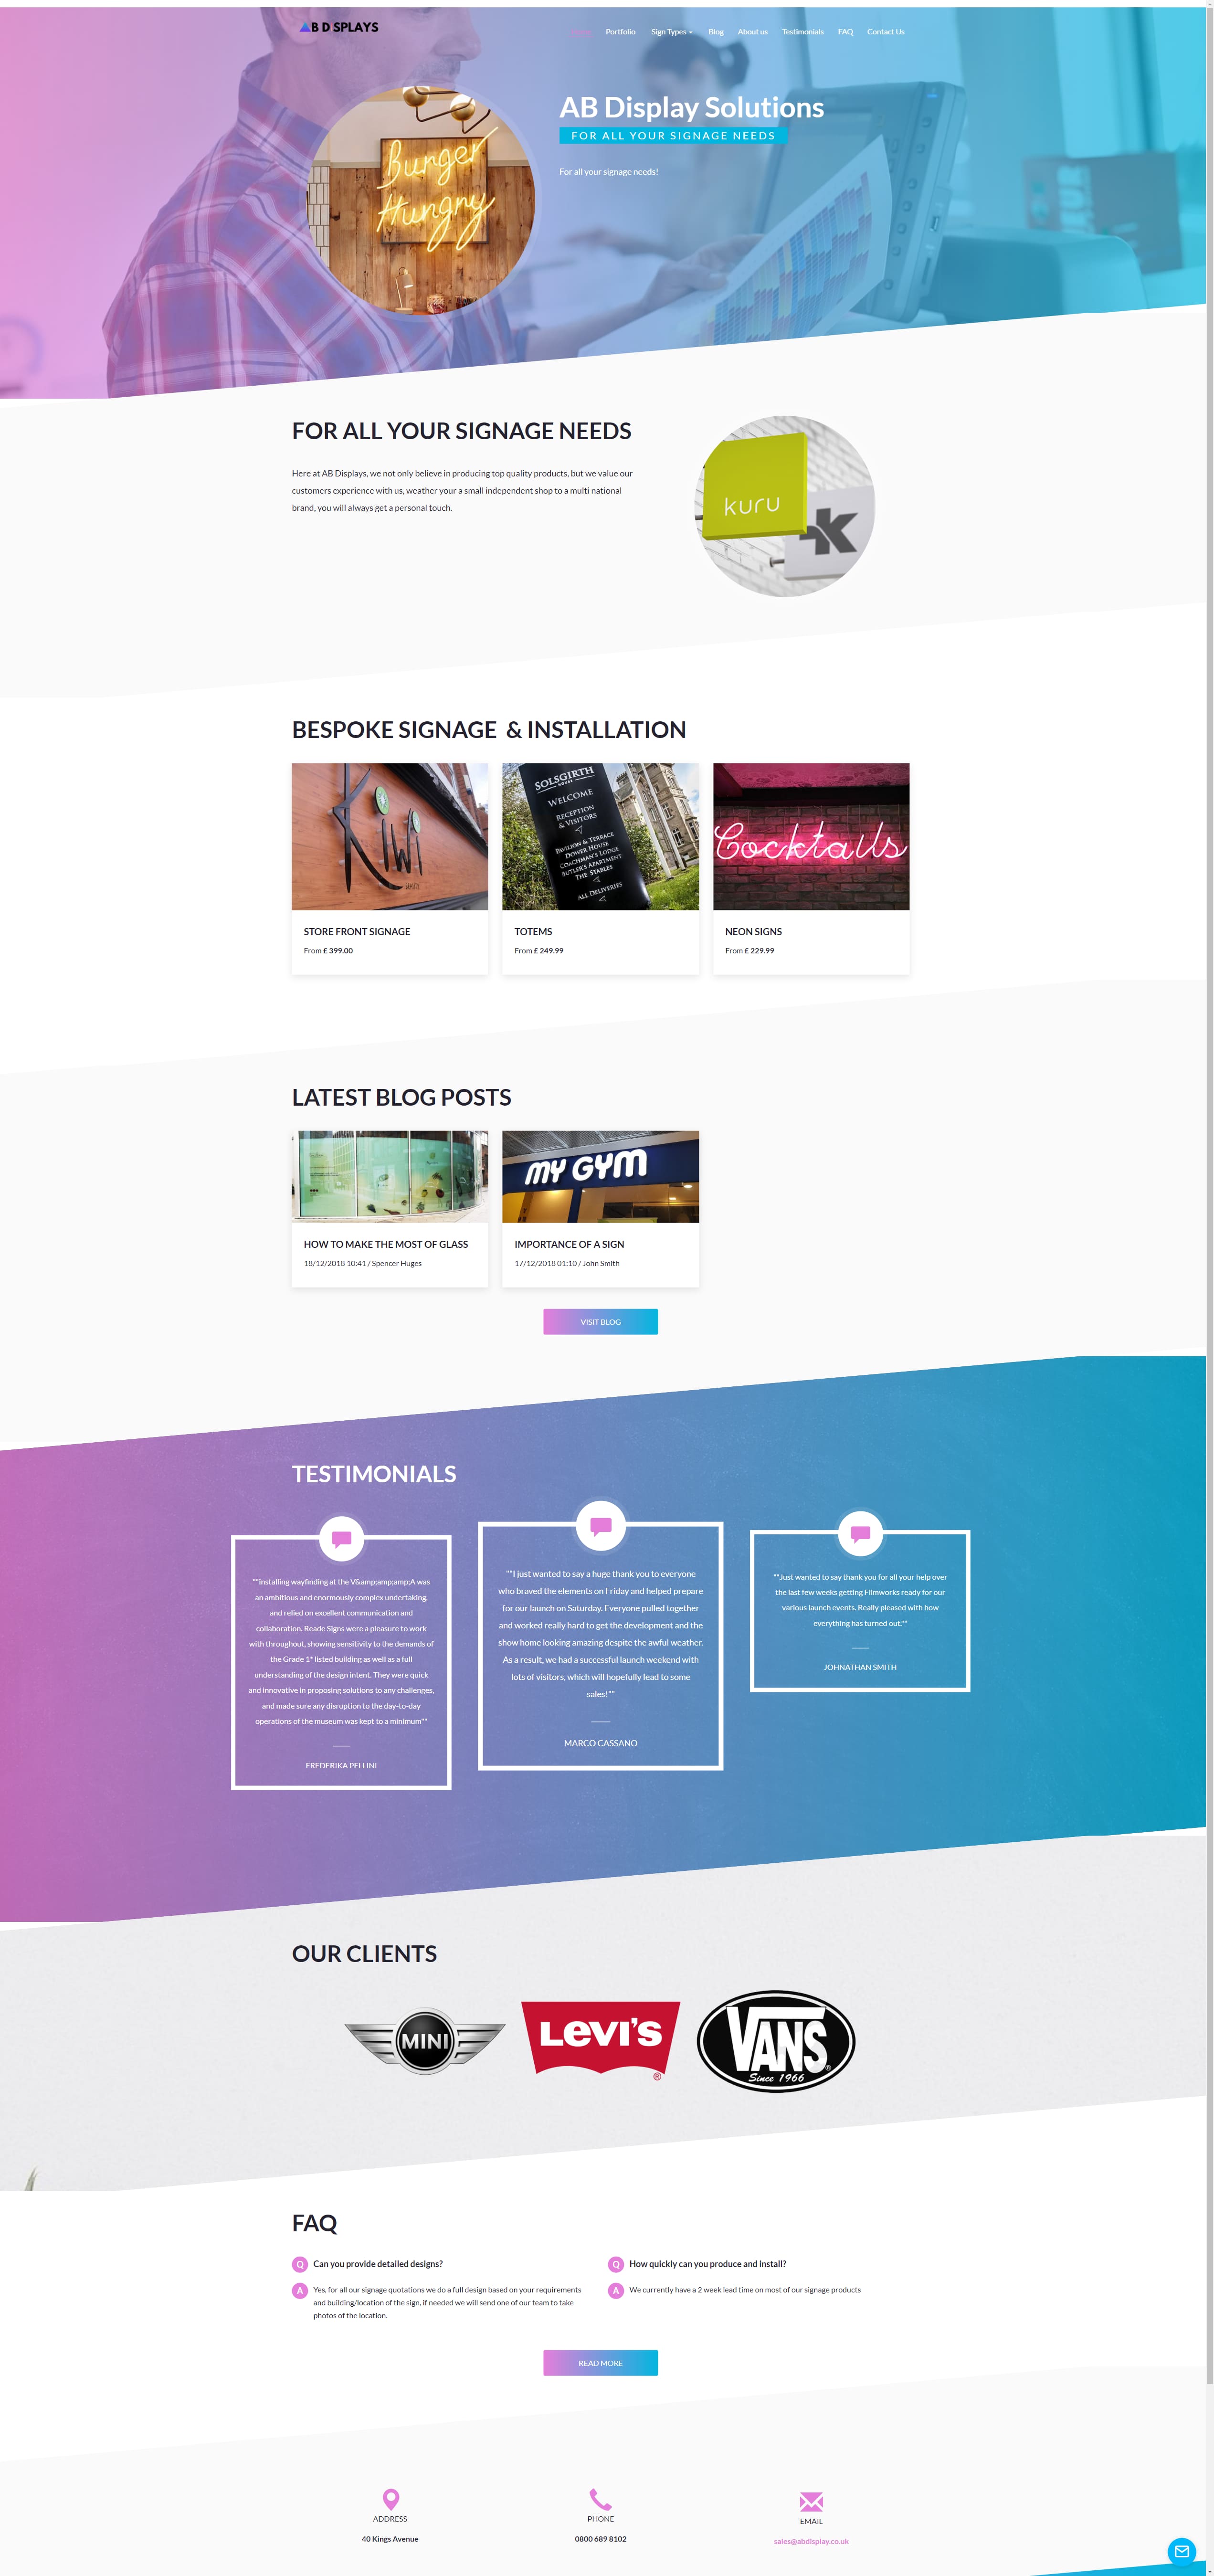 AB D SPLAYS
Portfolio Sign Types Blog About us Testimonials FAQ Contact Us
Burger
Hungry
AB Display Solutions
FOR ALL YOUR SIGNAGE NEEDS
For all your signage needs!
FOR ALL YOUR SIGNAGE NEEDS
Here at AB Displays, we not only believe in producing top quality products, but we value our
customers experience with us, weather your a small independent shop to a multi national
brand, you will always get a personal touch.
kuru
K
BESPOKE SIGNAGE & INSTALLATION
Kiwi
BEAUTY
SOLSGIRTH
HOUSE
WELCOME
RECEPTION
& VISITORS
PAVILION & TERRACE
DOWER HOUSE
COACHMAN'S LODGE
BUTLER'S APARTMENT
THE STABLES
ALL DELIVERIES
Cocktails
STORE FRONT SIGNAGE
From £ 399.00
TOTEMS
From £ 249.99
NEON SIGNS
From £ 229.99
LATEST BLOG POSTS
MY GYM
HOW TO MAKE THE MOST OF GLASS
18/12/2018 10:41 / Spencer Huges
IMPORTANCE OF A SIGN
17/12/2018 01:10 / John Smith
VISIT BLOG
TESTIMONIALS
""Installing wayfinding at the V&amp;amp;amp;A was
an ambitious and enormously complex undertaking,
and relied on excellent communication and
collaboration. Reade Signs were a pleasure to work
with throughout, showing sensitivity to the demands of
the Grade 1* listed building as well as a full
understanding of the design intent. They were quick
and innovative in proposing solutions to any challenges,
and made sure any disruption to the day-to-day
operations of the museum was kept to a minimum""
FREDERIKA PELLINI
""I just wanted to say a huge thank you to everyone
who braved the elements on Friday and helped prepare
for our launch on Saturday. Everyone pulled together
and worked really hard to get the development and the
show home looking amazing despite the awful weather.
As a result, we had a successful launch weekend with
lots of visitors, which will hopefully lead to some
sales!""
MARCO CASSANO
""Just wanted to say thank you for all your help over
the last few weeks getting Filmworks ready for our
various launch events. Really pleased with how
everything has turned out.""
JOHNATHAN SMITH
OUR CLIENTS
MINI
LEVI'S
®
VANS
®
Since 1966
FAQ
Q Can you provide detailed designs?
A Yes, for all our signage quotations we do a full design based on your requirements
and building/location of the sign, if needed we will send one of our team to take
photos of the location.
Q How quickly can you produce and install?
A We currently have a 2 week lead time on most of our signage products
READ MORE
ADDRESS
40 Kings Avenue
PHONE
0800 689 8102
EMAIL
sales@abdisplay.co.uk